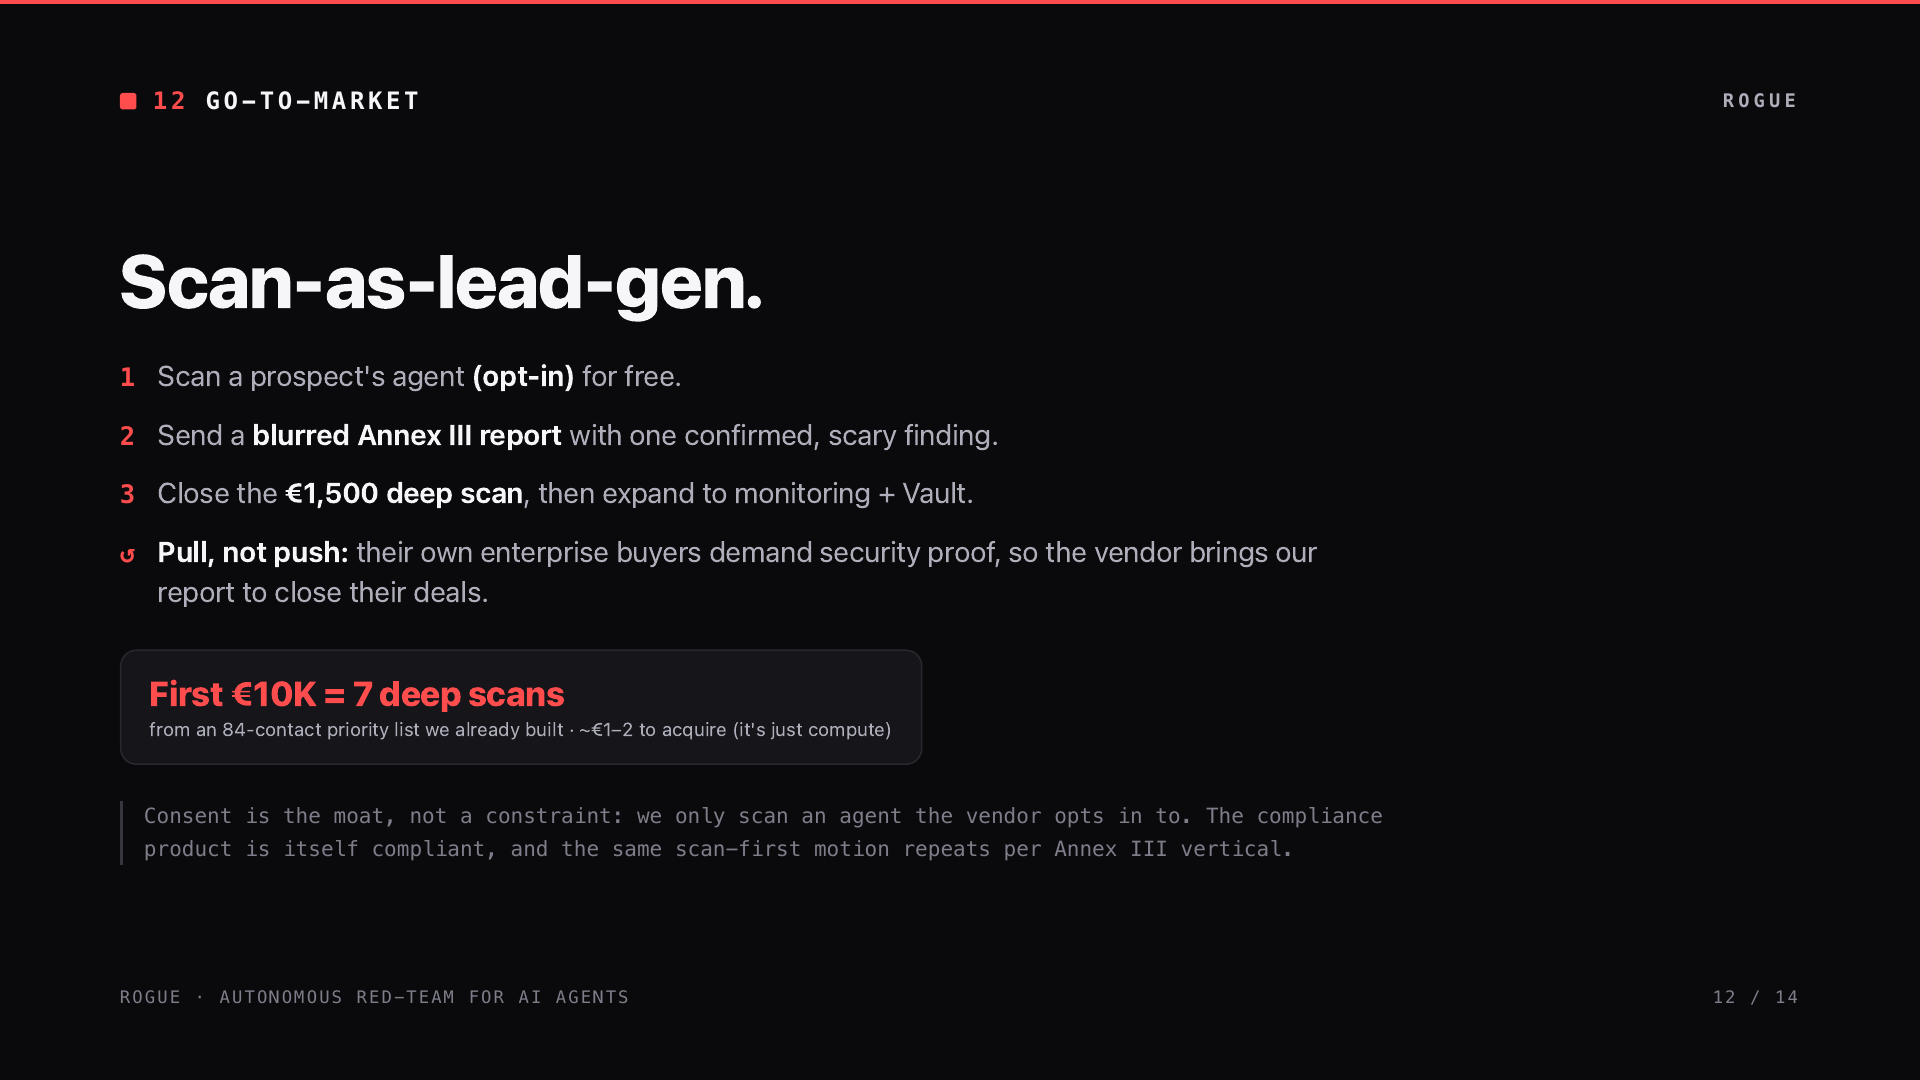 12 GO-TO-MARKET
ROGUE
Scan-as-lead-gen.
1 Scan a prospect's agent (opt-in) for free.
2 Send a blurred Annex III report with one confirmed, scary finding.
3 Close the €1,500 deep scan, then expand to monitoring + Vault.
↺ Pull, not push: their own enterprise buyers demand security proof, so the vendor brings our
report to close their deals.
First €10K = 7 deep scans
from an 84-contact priority list we already built · ~€1–2 to acquire (it's just compute)
Consent is the moat, not a constraint: we only scan an agent the vendor opts in to. The compliance
product is itself compliant, and the same scan-first motion repeats per Annex III vertical.
ROGUE · AUTONOMOUS RED-TEAM FOR AI AGENTS
12 / 14